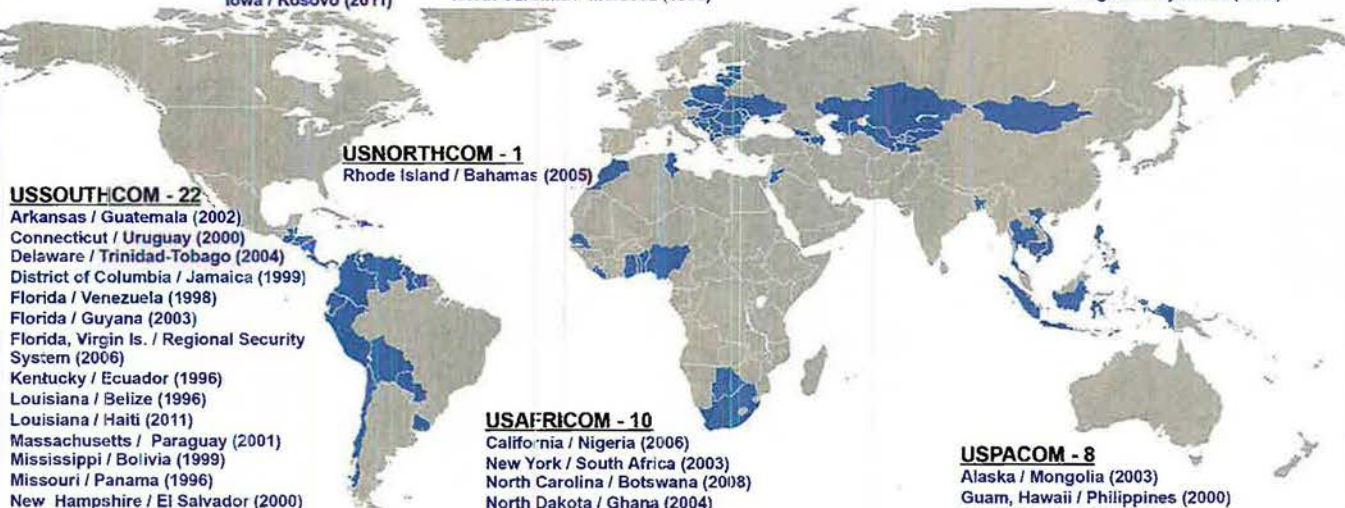 Iowa / Kosovo (2011)
USNORTHCOM - 1
Rhode Island / Bahamas (2005)
USSOUTHCOM - 22
Arkansas / Guatemala (2002)
Connecticut / Uruguay (2000)
Delaware / Trinidad-Tobago (2004)
District of Columbia / Jamaica (1999)
Florida / Venezuela (1998)
Florida / Guyana (2003)
Florida, Virgin Is. / Regional Security
System (2006)
Kentucky / Ecuador (1996)
Louisiana / Belize (1996)
Louisiana / Haiti (2011)
Massachusetts / Paraguay (2001)
Mississippi / Bolivia (1999)
Missouri / Panama (1996)
New Hampshire / El Salvador (2000)
USAFRICOM - 10
California / Nigeria (2006)
New York / South Africa (2003)
North Carolina / Botswana (2008)
North Dakota / Ghana (2004)
USPACOM - 8
Alaska / Mongolia (2003)
Guam, Hawaii / Philippines (2000)